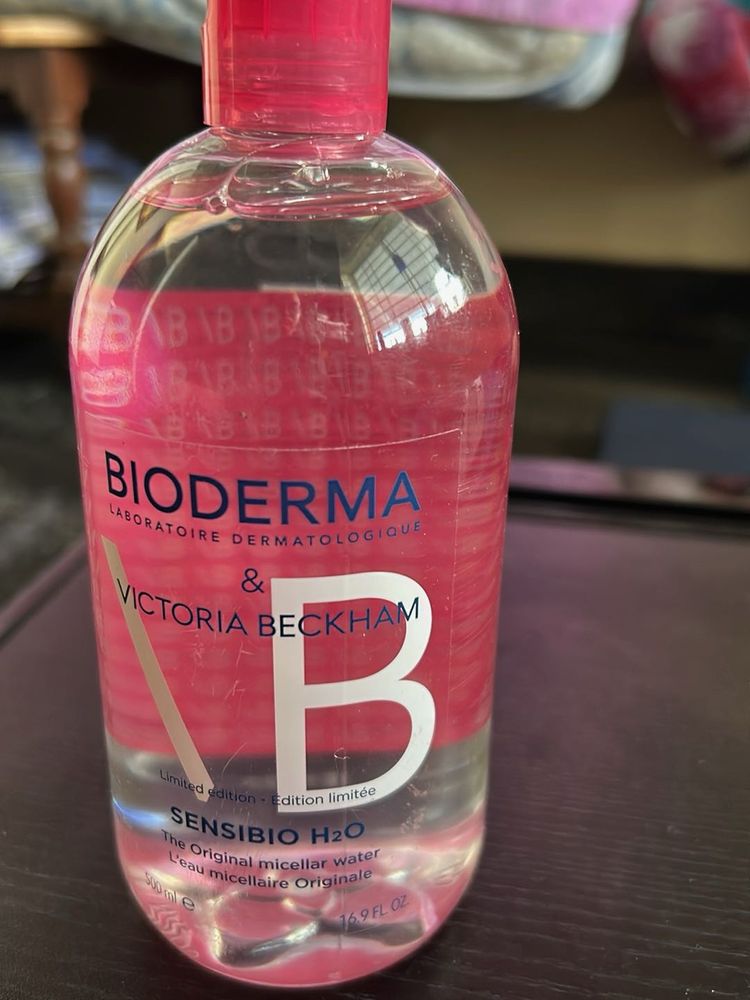 BIODERMA
LABORATOIRE DERMATOLOGIQUE
&
VICTORIA BECKHAM
\B
Limited edition - Édition limitée
SENSIBIO H2O
The Original micellar water
L'eau micellaire Originale
500 ml e
16.9 FL OZ.